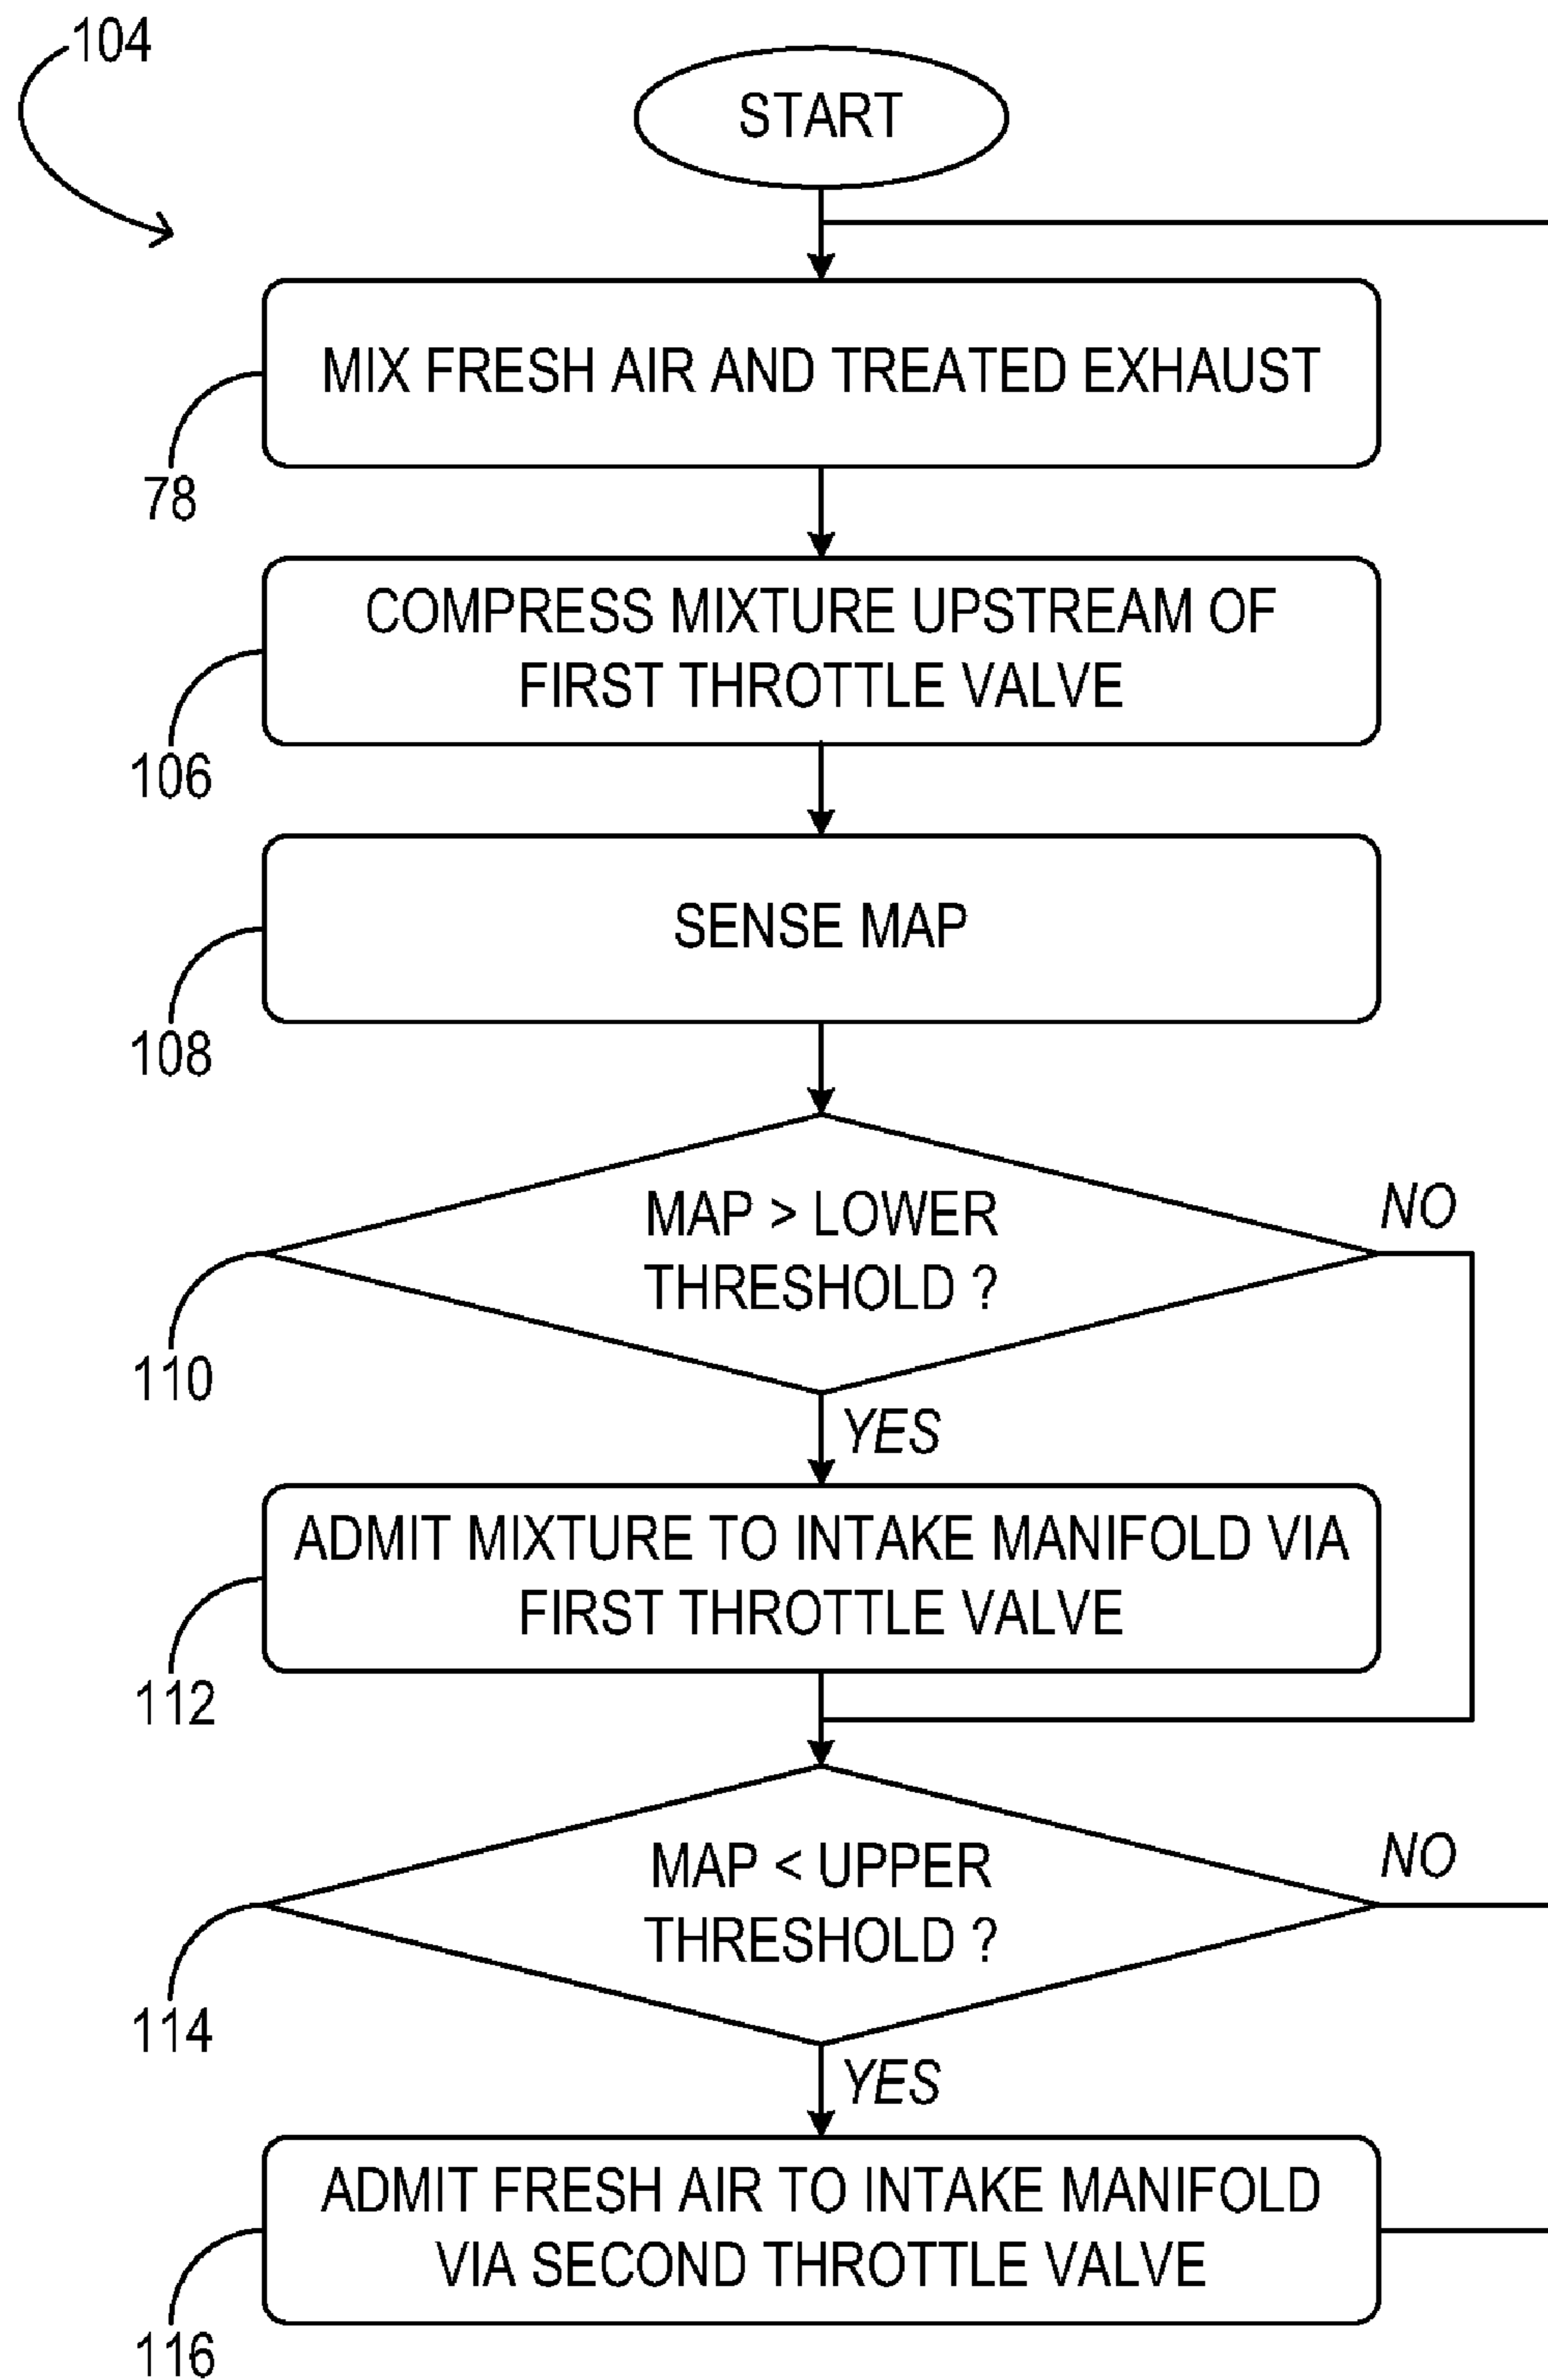 104
START
MIX FRESH AIR AND TREATED EXHAUST
78
COMPRESS MIXTURE UPSTREAM OF
FIRST THROTTLE VALVE
106
SENSE MAP
108
MAP > LOWER
THRESHOLD ?
NO
110
YES
ADMIT MIXTURE TO INTAKE MANIFOLD VIA
FIRST THROTTLE VALVE
112
MAP < UPPER
THRESHOLD ?
NO
114
YES
ADMIT FRESH AIR TO INTAKE MANIFOLD
VIA SECOND THROTTLE VALVE
116